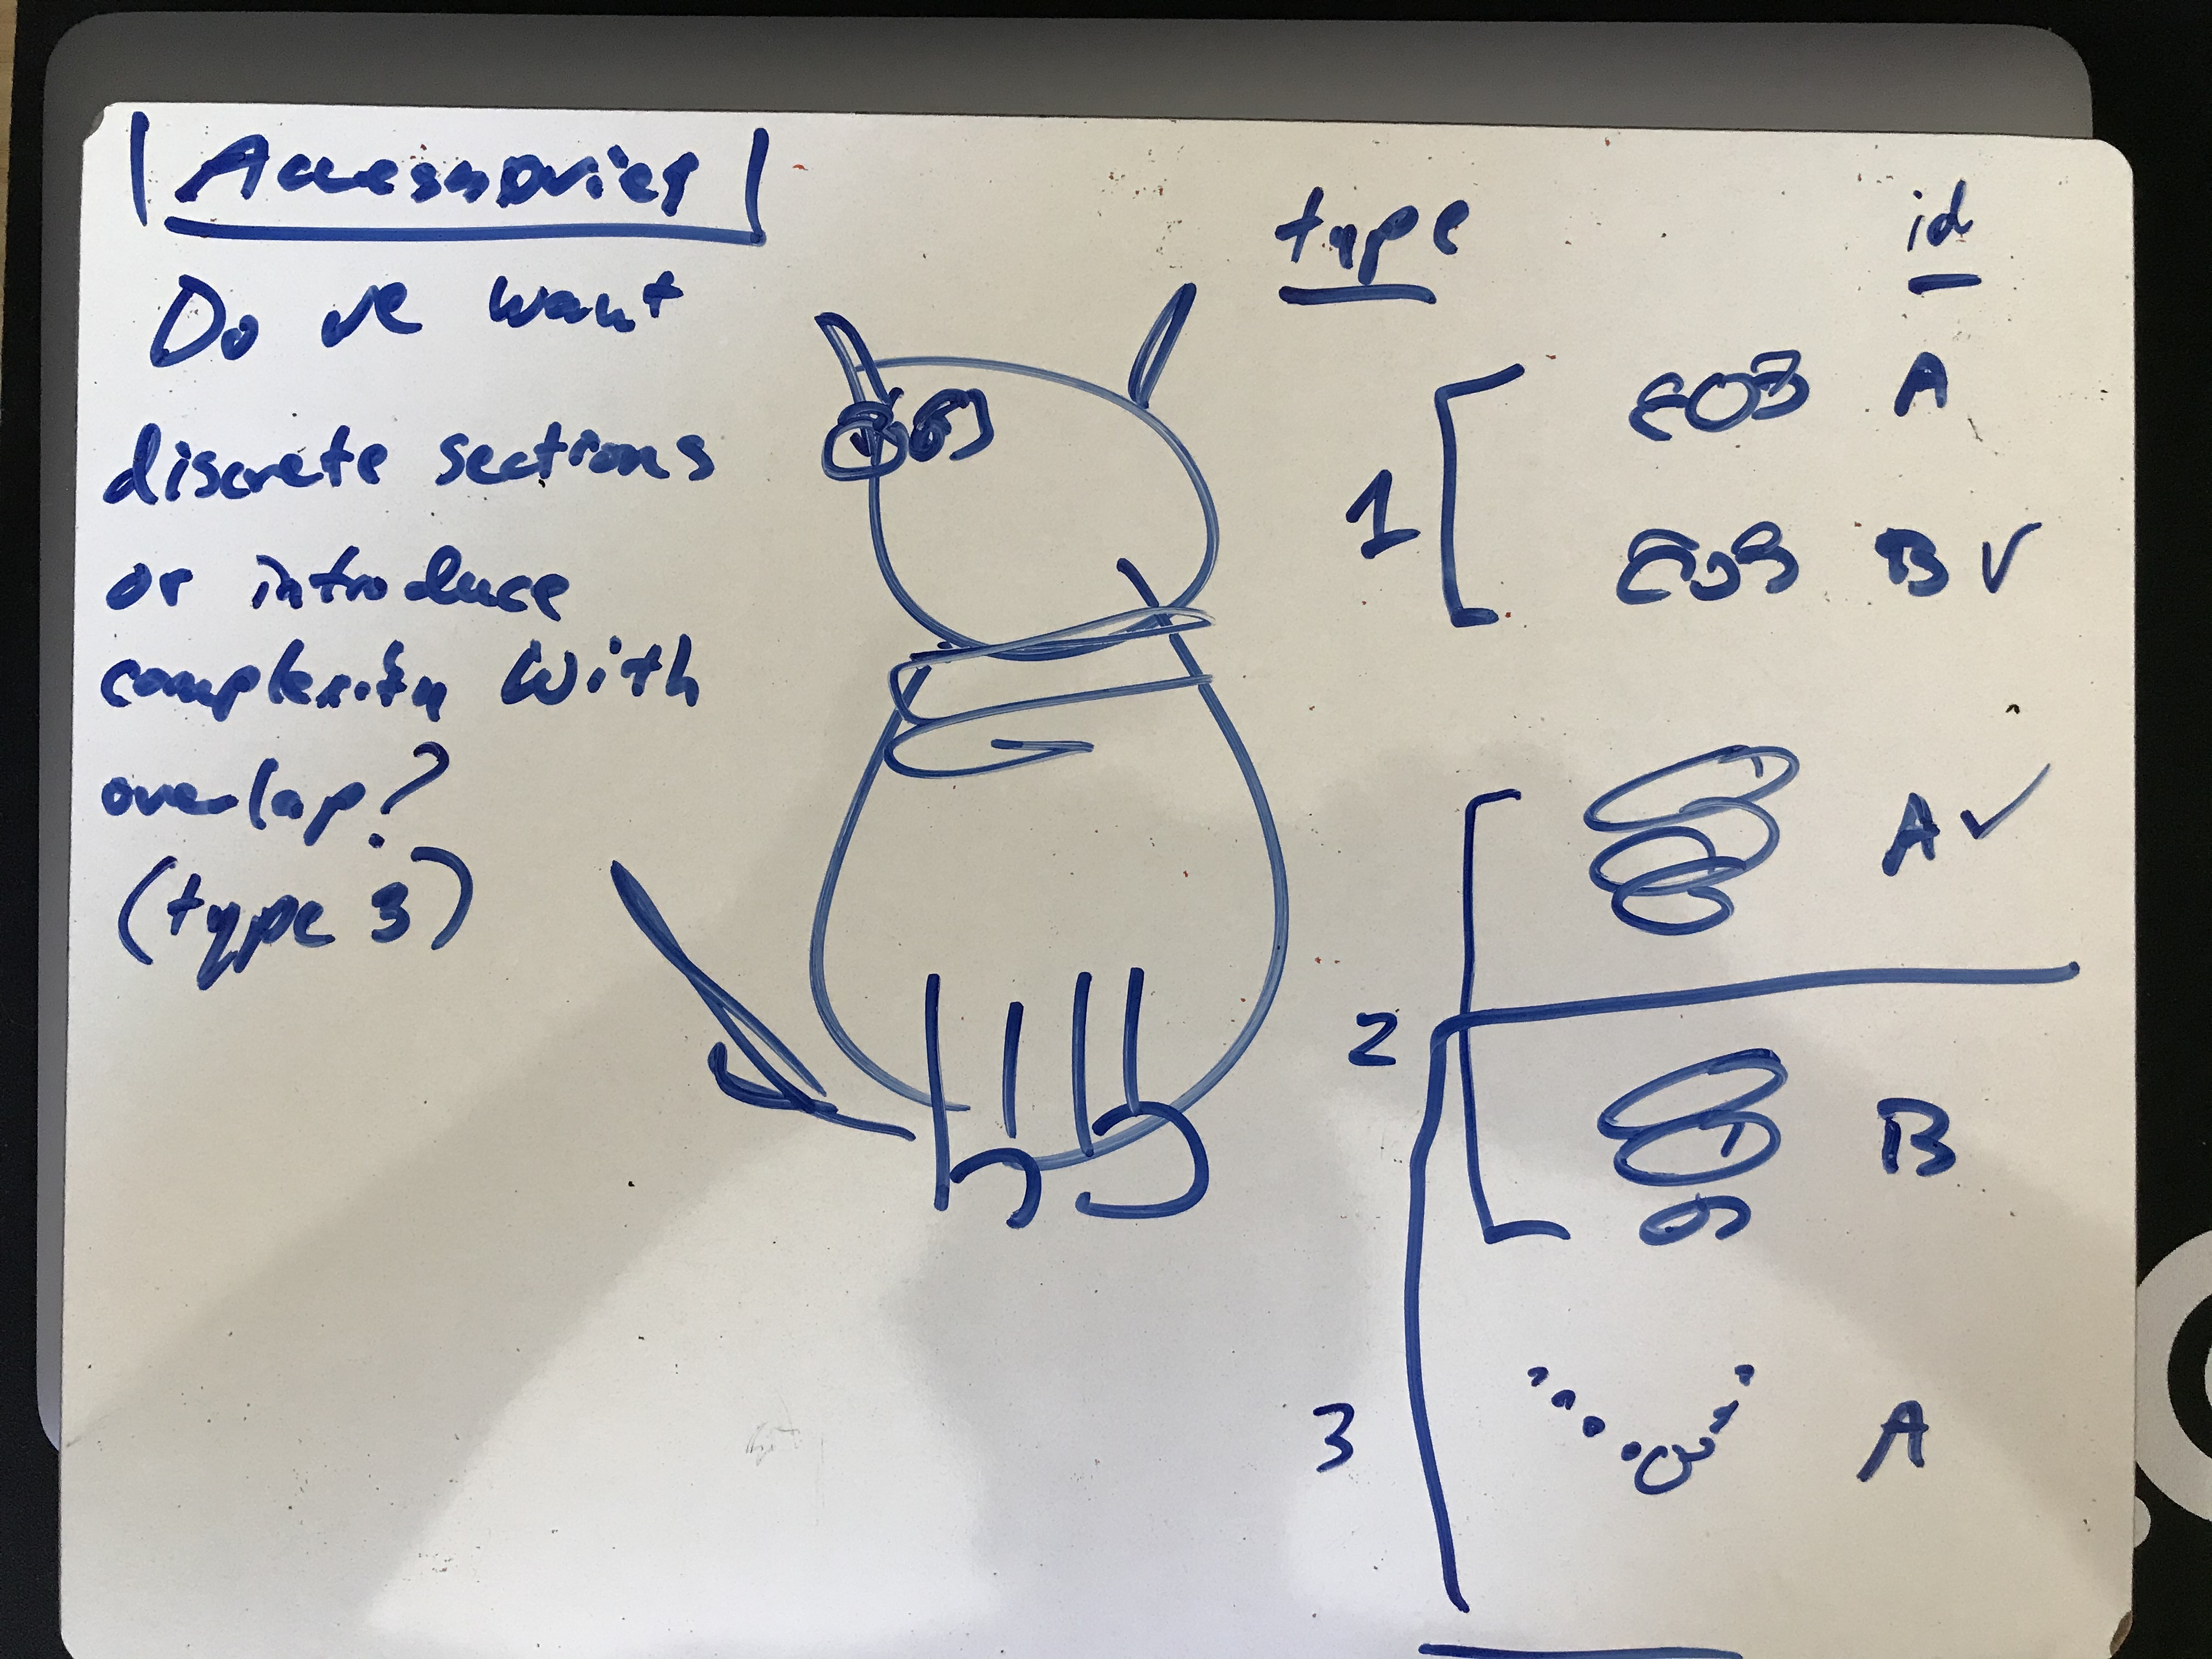 Accessories
Do we want
discrete sections
or introduce
complexity with
overlap?
(type 3)
type id
A
1
B ✓
A ✓
2
B
3 A